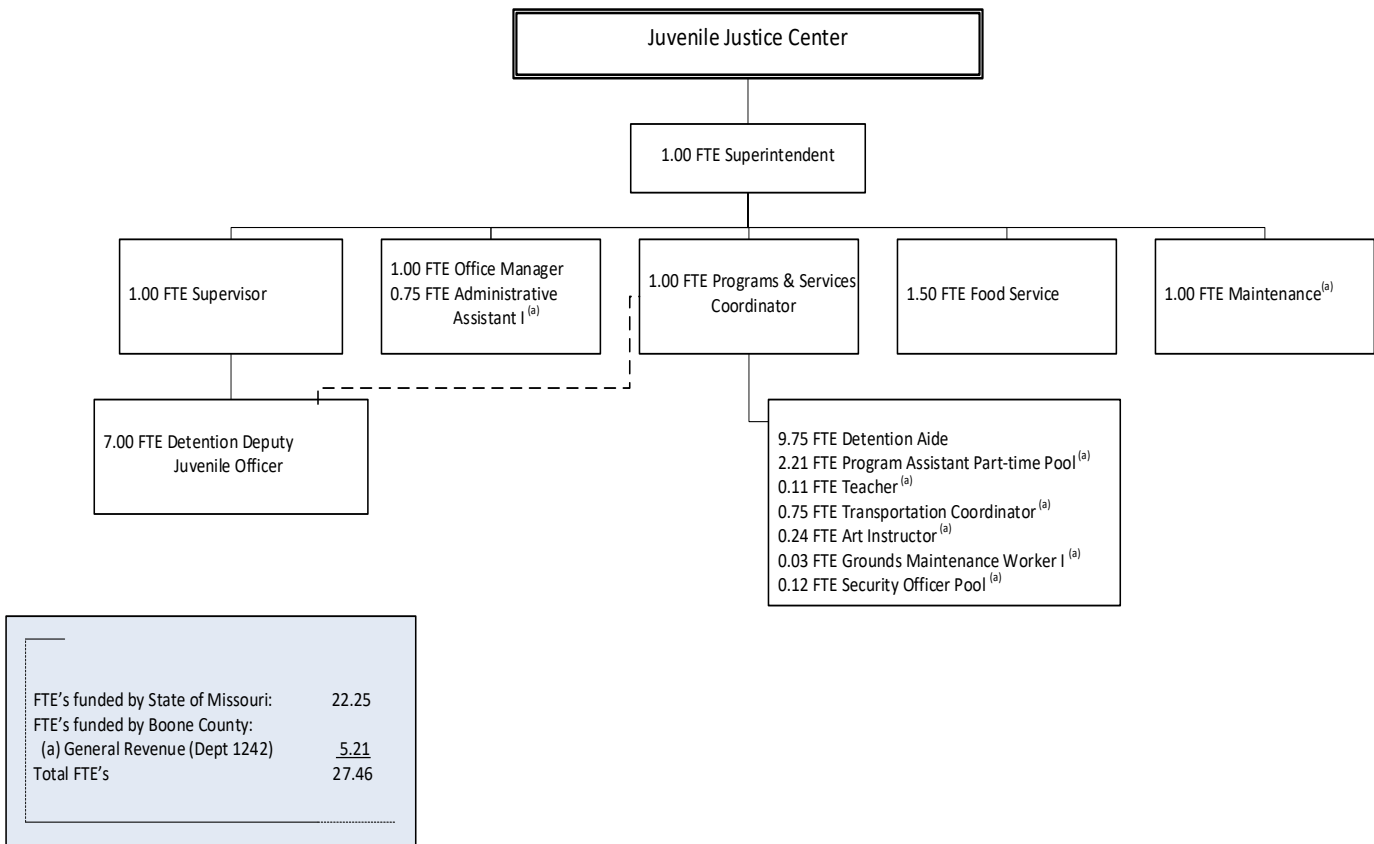 Juvenile Justice Center
1.00 FTE Superintendent
1.00 FTE Supervisor
1.00 FTE Office Manager
0.75 FTE Administrative
Assistant I (a)
1.00 FTE Programs & Services
Coordinator
1.50 FTE Food Service
1.00 FTE Maintenance(a)
7.00 FTE Detention Deputy
Juvenile Officer
9.75 FTE Detention Aide
2.21 FTE Program Assistant Part-time Pool(a)
0.11 FTE Teacher(a)
0.75 FTE Transportation Coordinator(a)
0.24 FTE Art Instructor(a)
0.03 FTE Grounds Maintenance Worker I (a)
0.12 FTE Security Officer Pool (a)
FTE's funded by State of Missouri: 22.25
FTE's funded by Boone County:
(a) General Revenue (Dept 1242) 5.21
Total FTE's 27.46